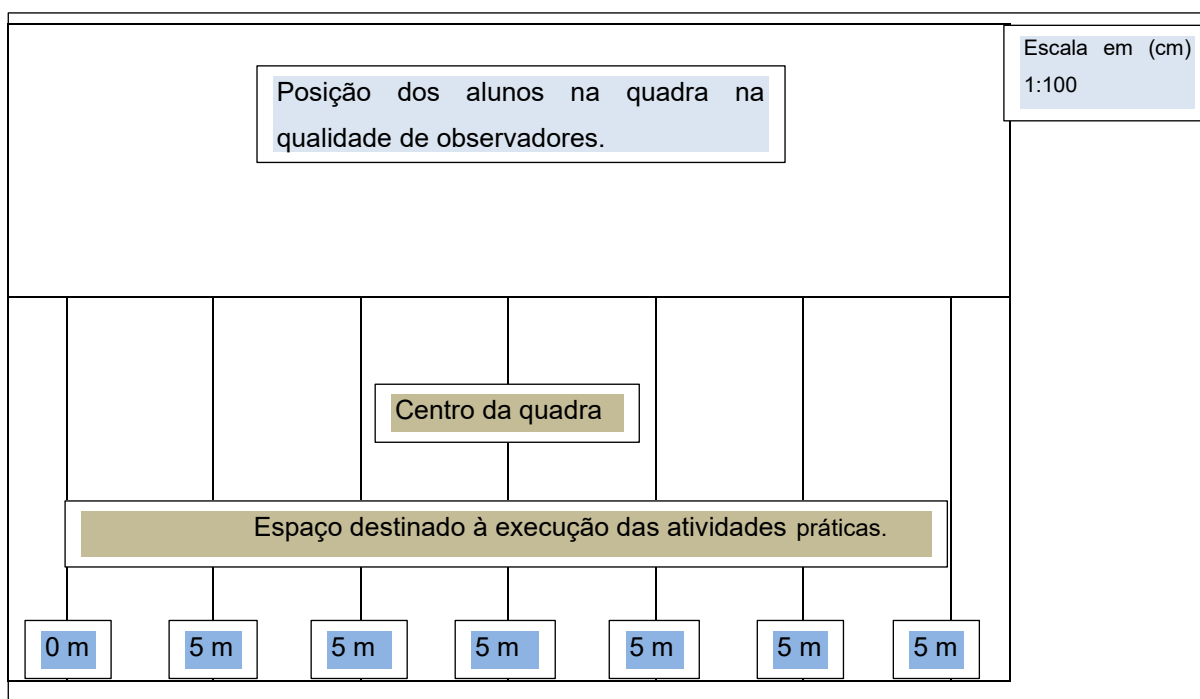 Escala em (cm)
1:100
Posição dos alunos na quadra na
qualidade de observadores.
Centro da quadra
Espaço destinado à execução das atividades práticas.
0 m
5 m
5 m
5 m
5 m
5 m
5 m